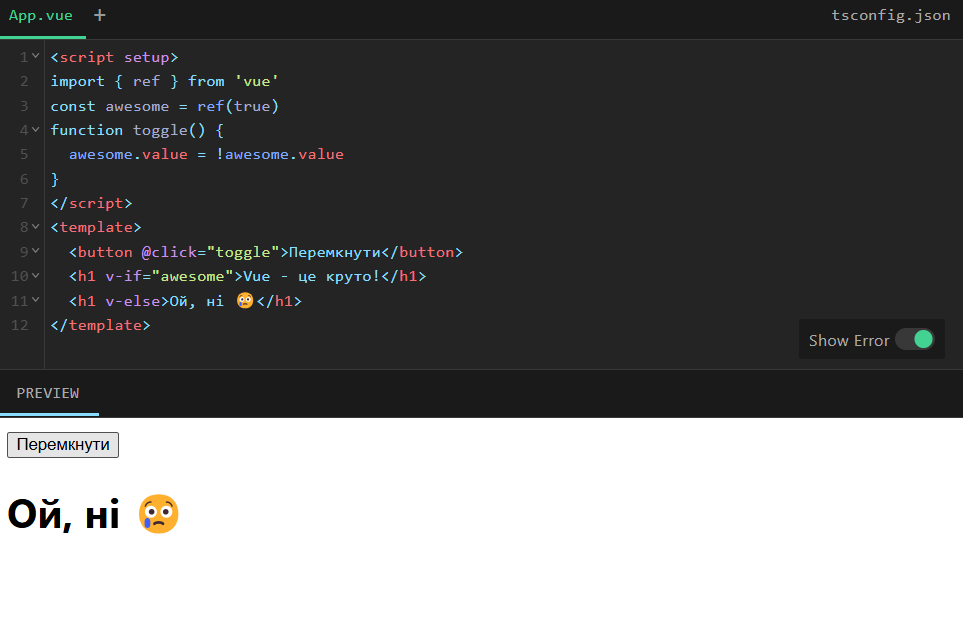 App.vue + tsconfig.json
1 <script setup>
2 import { ref } from 'vue'
3 const awesome = ref(true)
4 function toggle() {
5   awesome.value = !awesome.value
6 }
7 </script>
8 <template>
9   <button @click="toggle">Перемкнути</button>
10   <h1 v-if="awesome">Vue - це круто!</h1>
11   <h1 v-else>Ой, ні 😢</h1>
12 </template>
Show Error
PREVIEW
Перемкнути
Ой, ні 😢